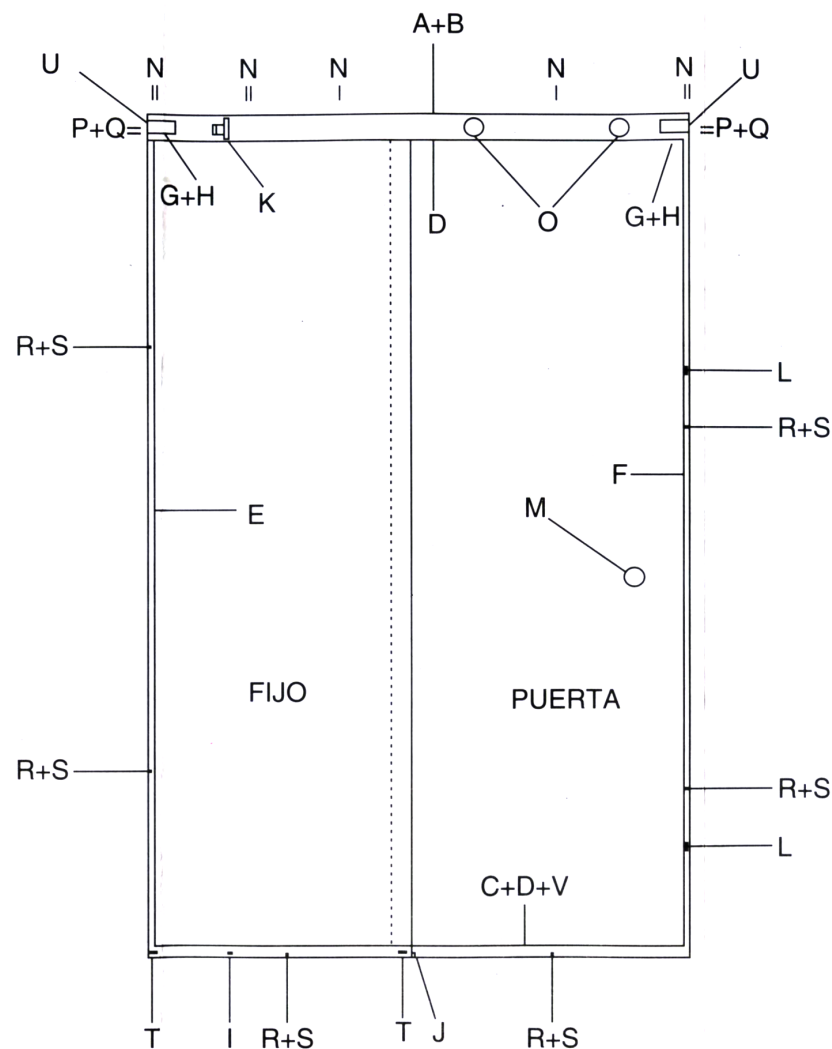 A+B
U N N N N N U
P+Q= =P+Q
G+H K D O G+H
R+S
L
R+S
F
E M
FIJO PUERTA
R+S
R+S
L
C+D+V
T I R+S T J R+S